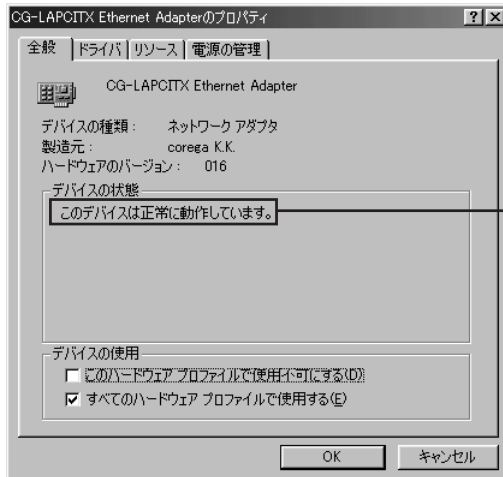 CG-LAPCITX Ethernet Adapterのプロパティ
全般 ドライバ リソース 電源の管理
CG-LAPCITX Ethernet Adapter
デバイスの種類： ネットワーク アダプタ
製造元： corega K.K.
ハードウェアのバージョン： 016
デバイスの状態
このデバイスは正常に動作しています。
デバイスの使用
このハードウェア プロファイルで使用不可にする(D)
すべてのハードウェア プロファイルで使用する(E)
OK キャンセル